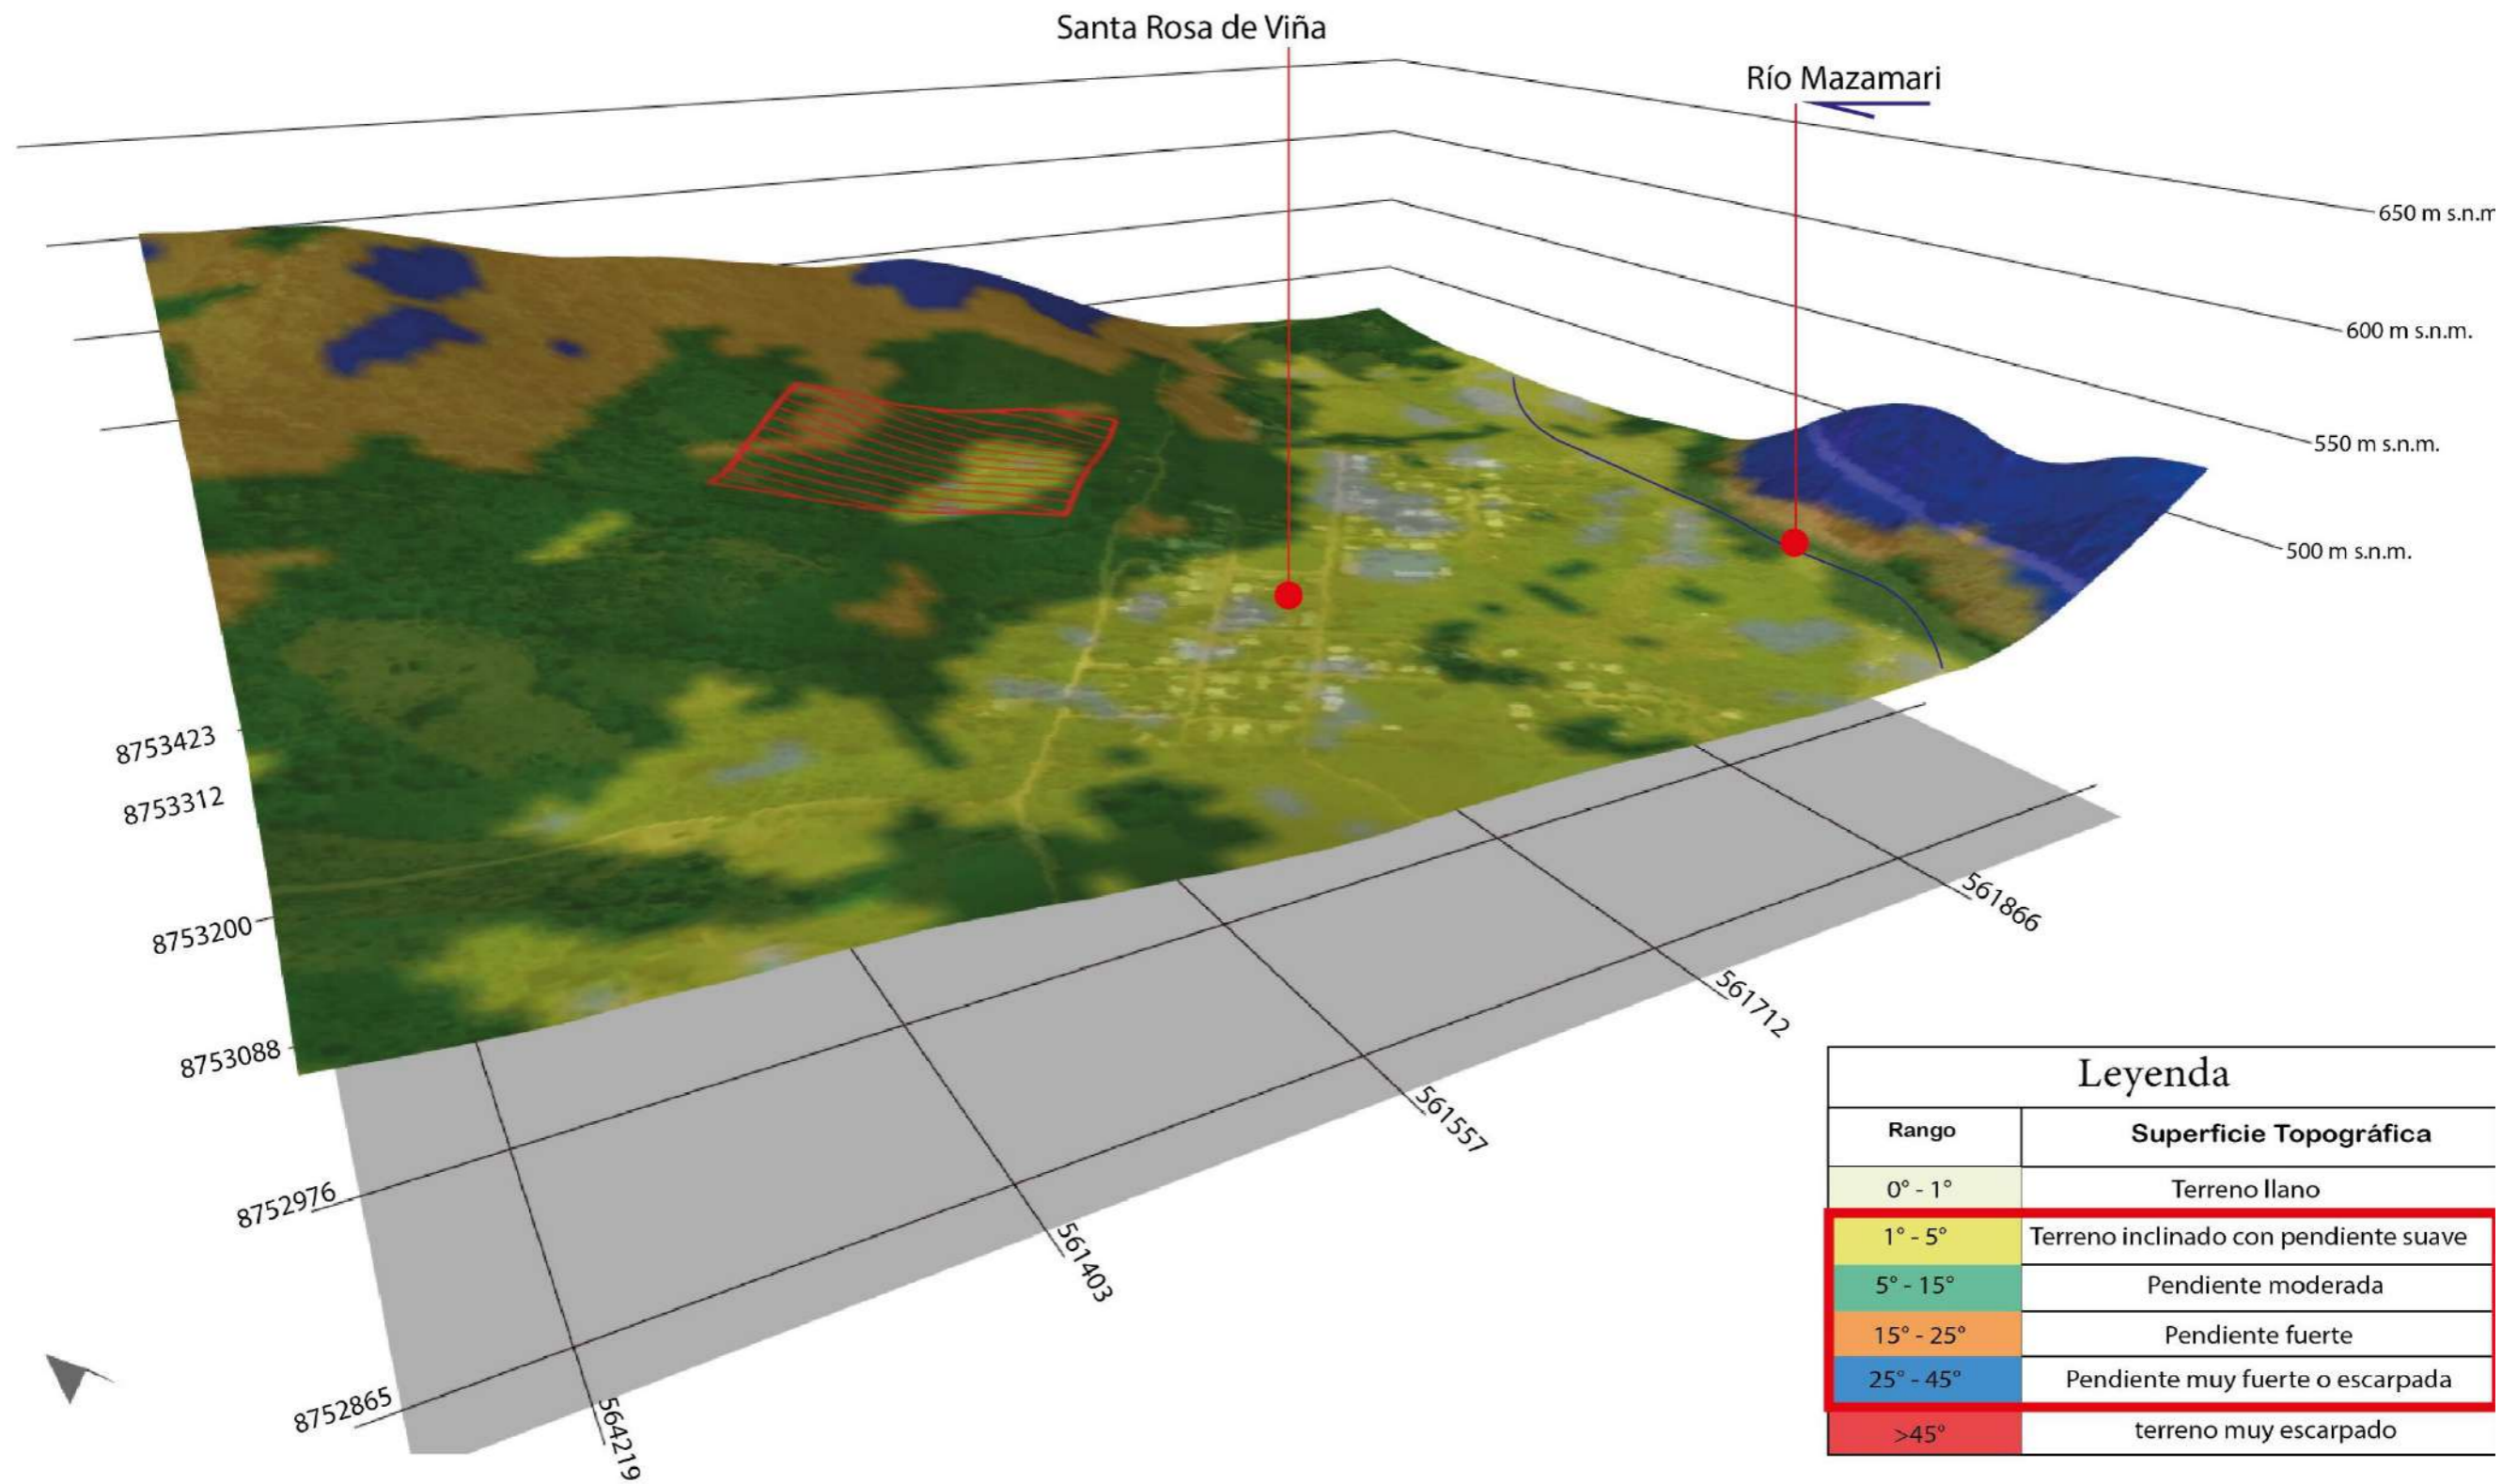 Santa Rosa de Viña
Río Mazamari
650 m s.n.m
600 m s.n.m.
550 m s.n.m.
500 m s.n.m.
8753423
8753312
8753200
8753088
8752976
8752865
561866
561712
561557
561403
564219
Leyenda
Rango Superficie Topográfica
0° - 1° Terreno llano
1° - 5° Terreno inclinado con pendiente suave
5° - 15° Pendiente moderada
15° - 25° Pendiente fuerte
25° - 45° Pendiente muy fuerte o escarpada
>45° terreno muy escarpado